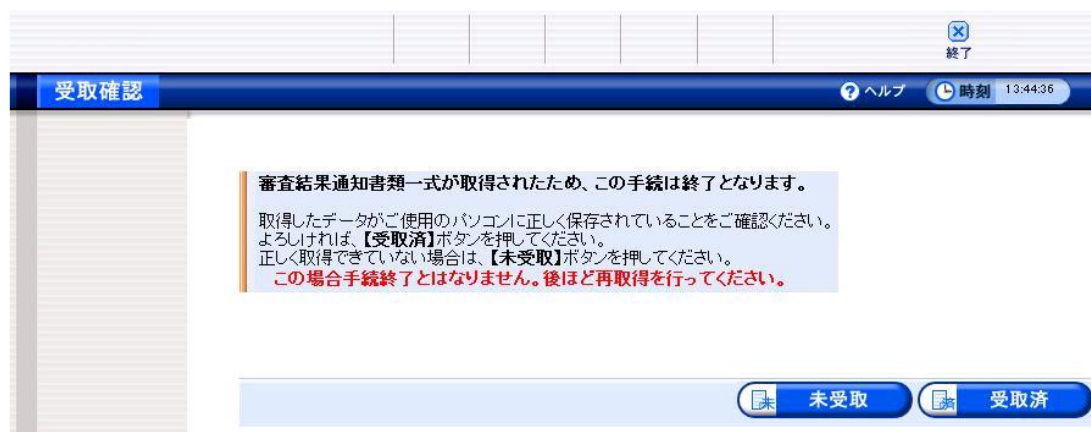 終了
受取確認
ヘルプ
時刻 13:44:36
審査結果通知書類一式が取得されたため、この手続は終了となります。
取得したデータがご使用のパソコンに正しく保存されていることをご確認ください。
よろしければ、【受取済】ボタンを押してください。
正しく取得できていない場合は、【未受取】ボタンを押してください。
この場合手続終了とはなりません。後ほど再取得を行ってください。
未 未受取
済 受取済